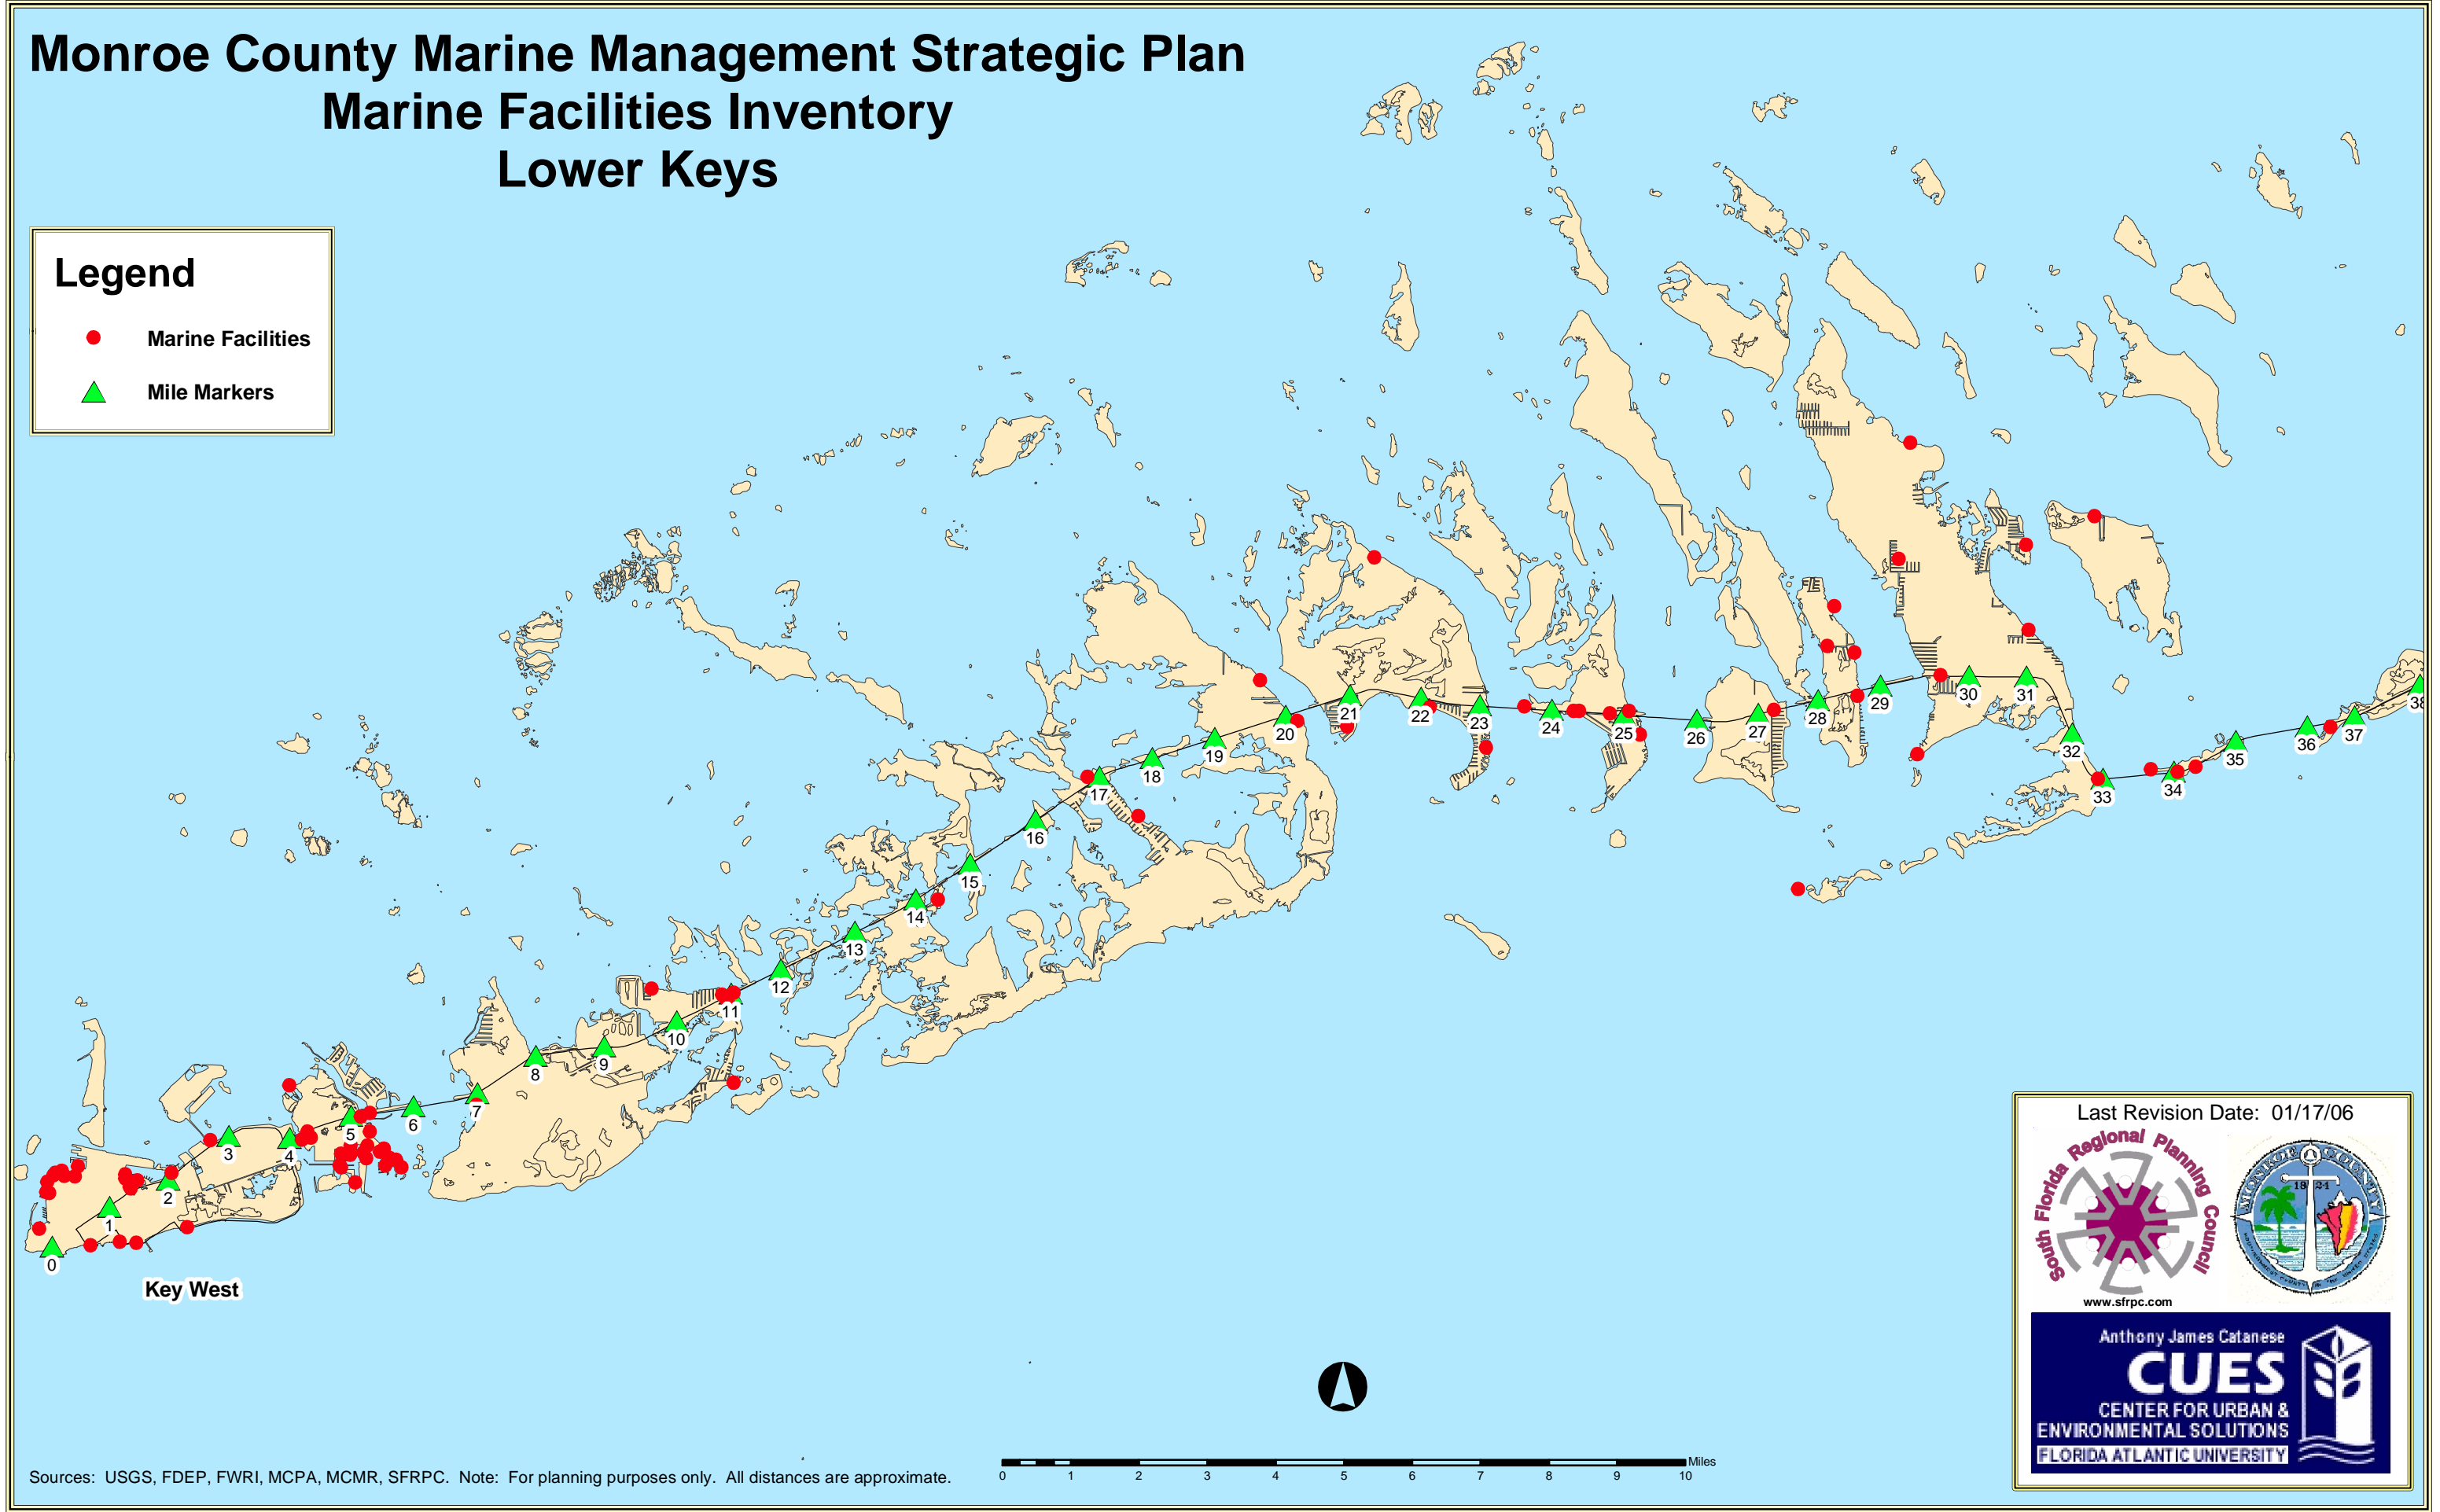 Monroe County Marine Management Strategic Plan
Marine Facilities Inventory
Lower Keys
Legend
Marine Facilities
Mile Markers
38
37
36
35
34
33
32
31
30
29
28
27
26
25
24
23
22
21
20
19
18
17
16
15
14
13
12
11
10
9
8
7
6
5
4
3
2
1
0
Key West
Last Revision Date: 01/17/06
South Florida Regional Planning Council
www.sfrpc.com
MONROE COUNTY
1824
Anthony James Catanese
CUES
CENTER FOR URBAN &
ENVIRONMENTAL SOLUTIONS
FLORIDA ATLANTIC UNIVERSITY
Miles
0 1 2 3 4 5 6 7 8 9 10
Sources: USGS, FDEP, FWRI, MCPA, MCMR, SFRPC. Note: For planning purposes only. All distances are approximate.